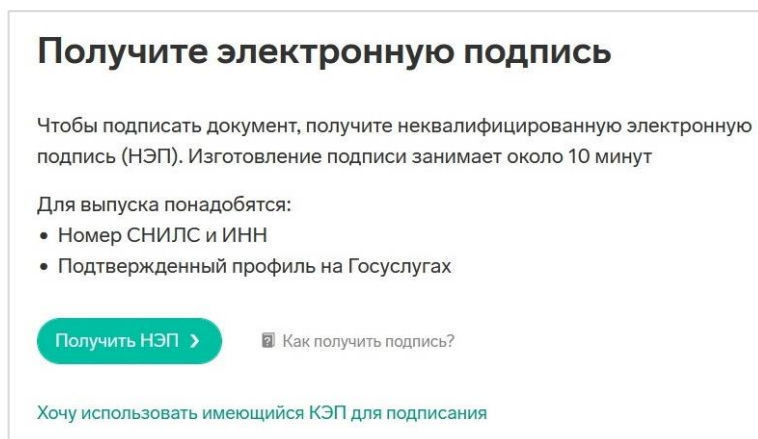 Получите электронную подпись
Чтобы подписать документ, получите неквалифицированную электронную
подпись (НЭП). Изготовление подписи занимает около 10 минут
Для выпуска понадобятся:
• Номер СНИЛС и ИНН
• Подтвержденный профиль на Госуслугах
Получить НЭП ❯
Как получить подпись?
Хочу использовать имеющийся КЭП для подписания